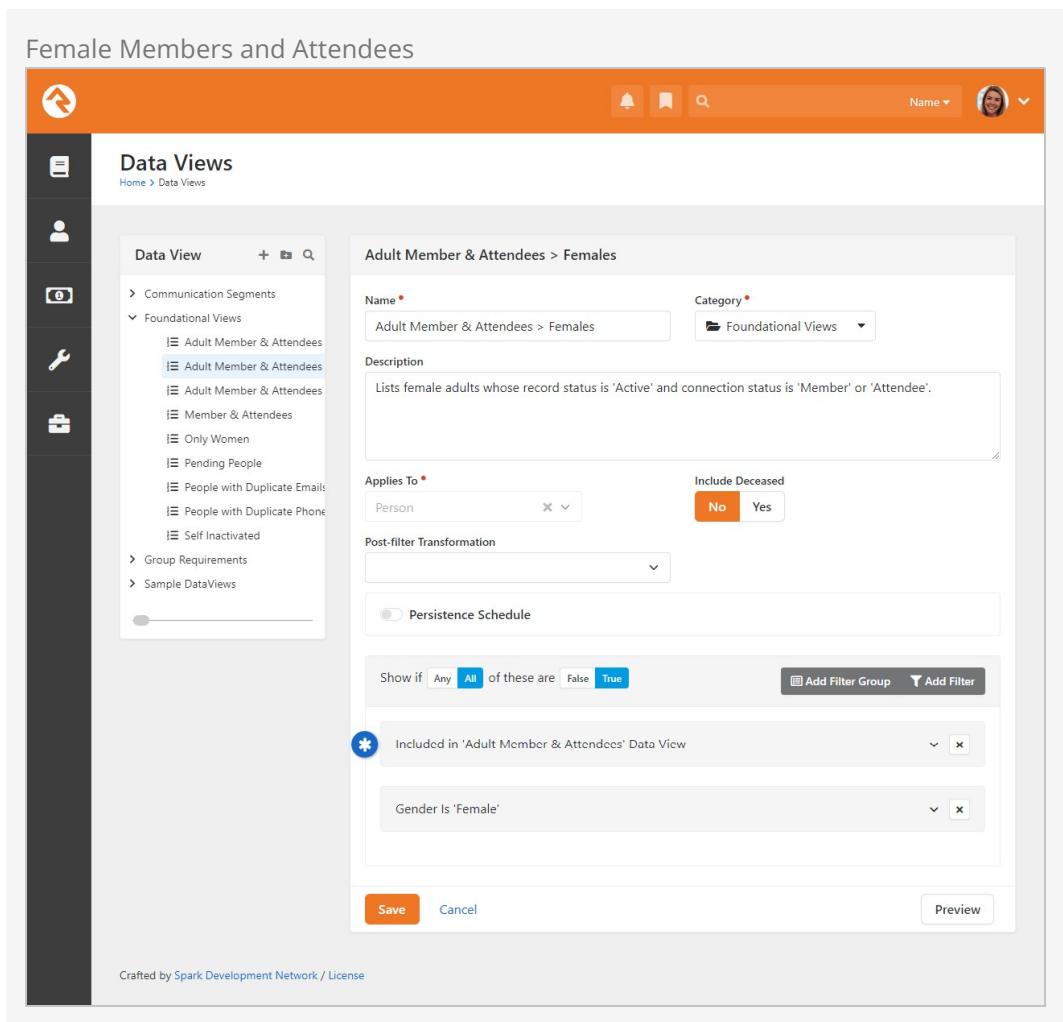 Female Members and Attendees
Name
Data Views
Home > Data Views
Data View
Communication Segments
Foundational Views
Adult Member & Attendees
Adult Member & Attendees
Adult Member & Attendees
Member & Attendees
Only Women
Pending People
People with Duplicate Emails
People with Duplicate Phone
Self Inactivated
Group Requirements
Sample DataViews
Adult Member & Attendees > Females
Name Category
Adult Member & Attendees > Females Foundational Views
Description
Lists female adults whose record status is 'Active' and connection status is 'Member' or 'Attendee'.
Applies To Include Deceased
Person No Yes
Post-filter Transformation
Persistence Schedule
Show if Any All of these are False True Add Filter Group Add Filter
Included in 'Adult Member & Attendees' Data View
Gender Is 'Female'
Save Cancel Preview
Crafted by Spark Development Network / License